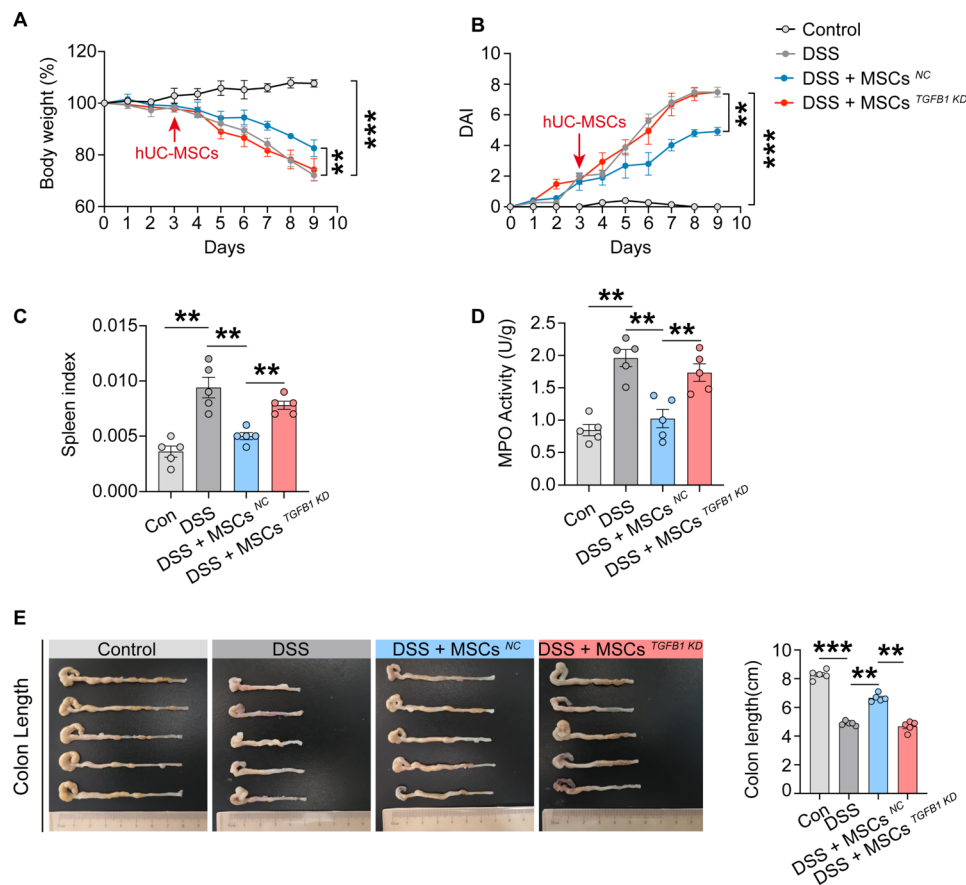 A
Body weight (%)
120
100
80
60
hUC-MSCs
***
**
0 1 2 3 4 5 6 7 8 9 10
Days
B
DAI
8
6
4
2
0
hUC-MSCs
**
***
0 1 2 3 4 5 6 7 8 9 10
Days
Control
DSS
DSS + MSCs NC
DSS + MSCs TGFB1 KD
C
Spleen index
0.015
0.010
0.005
0.000
** ** **
Con
DSS
DSS + MSCs NC
DSS + MSCs TGFB1 KD
D
MPO Activity (U/g)
2.5
2.0
1.5
1.0
0.5
0.0
** ** **
Con
DSS
DSS + MSCs NC
DSS + MSCs TGFB1 KD
E
Colon Length
Control
DSS
DSS + MSCs NC
DSS + MSCs TGFB1 KD
Colon length(cm)
10
8
6
4
2
0
*** ** **
Con
DSS
DSS + MSCs NC
DSS + MSCs TGFB1 KD